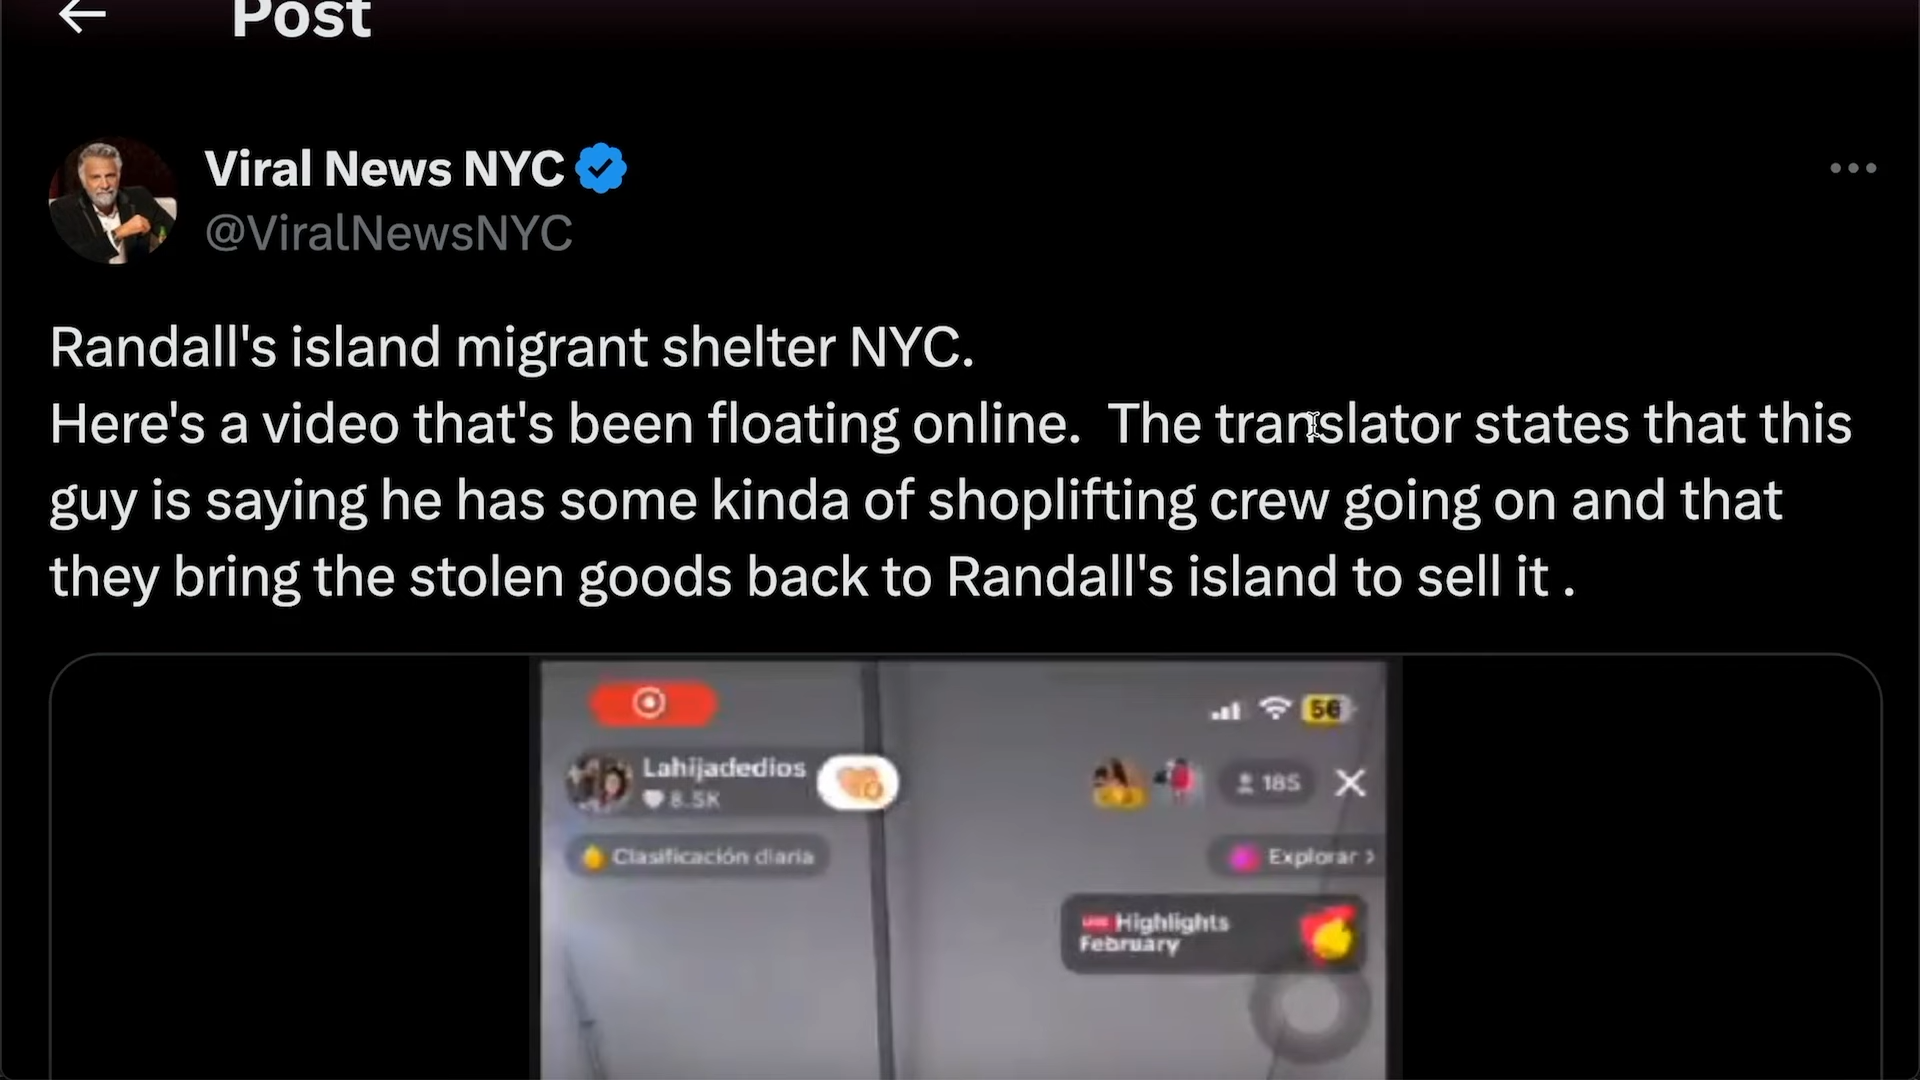 Post
Viral News NYC
@ViralNewsNYC
Randall's island migrant shelter NYC.
Here's a video that's been floating online.  The translator states that this
guy is saying he has some kinda of shoplifting crew going on and that
they bring the stolen goods back to Randall's island to sell it .
56
Lahijadedios
8.5K
185
Clasificación diaria
Explorar >
LIVE Highlights
February